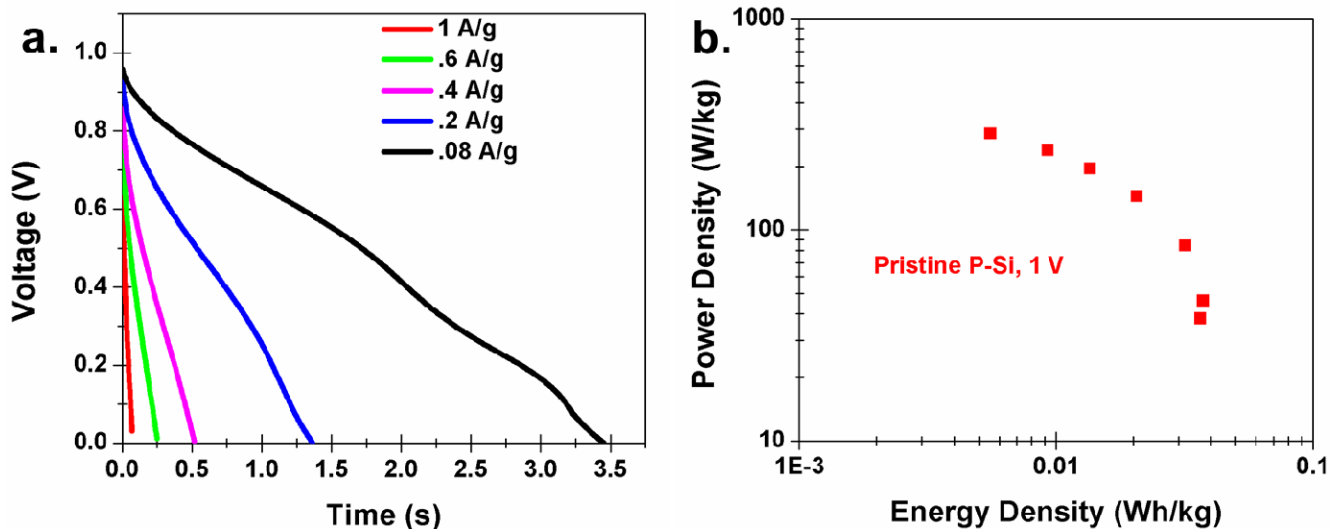 a.
1 A/g
.6 A/g
.4 A/g
.2 A/g
.08 A/g
1.0
0.8
0.6
0.4
0.2
0.0
Voltage (V)
0.0 0.5 1.0 1.5 2.0 2.5 3.0 3.5
Time (s)
b.
1000
100
10
Power Density (W/kg)
Pristine P-Si, 1 V
1E-3 0.01 0.1
Energy Density (Wh/kg)